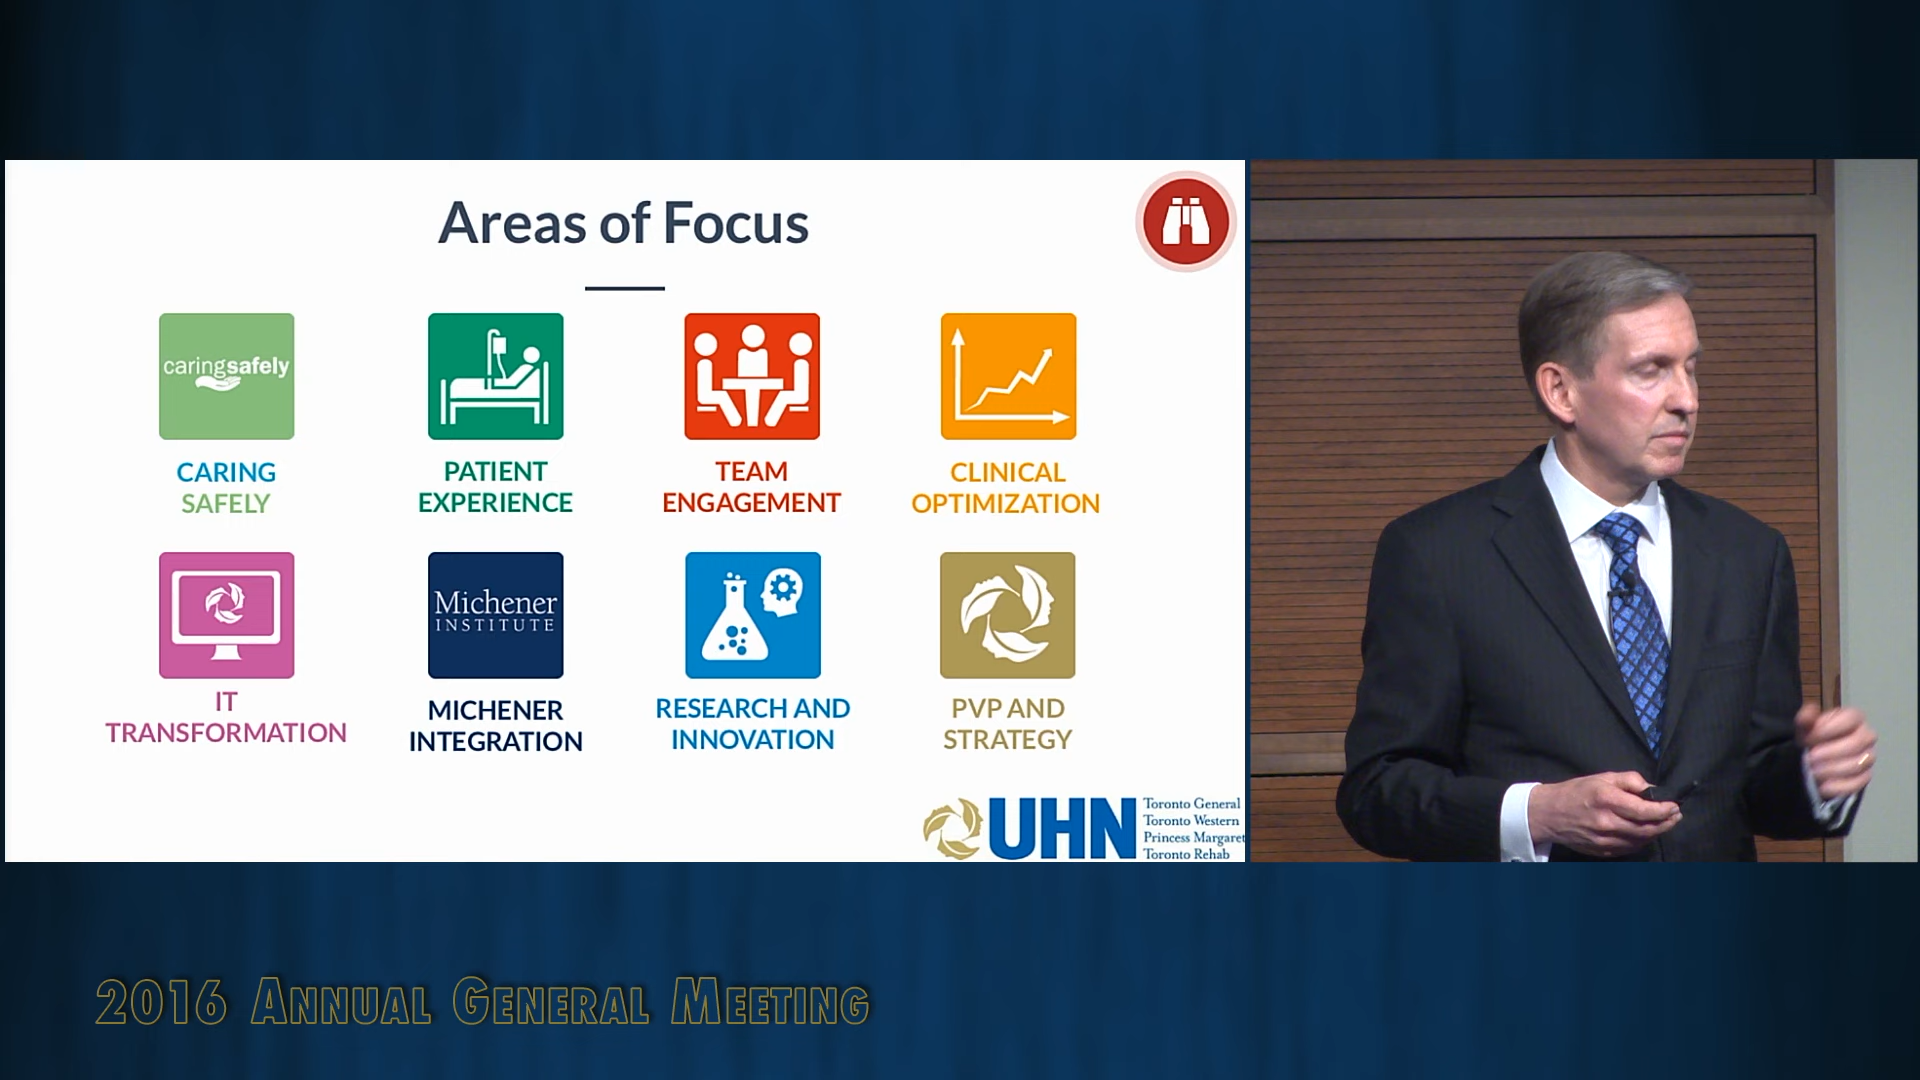 Areas of Focus
caringsafely
CARING
SAFELY
PATIENT
EXPERIENCE
TEAM
ENGAGEMENT
CLINICAL
OPTIMIZATION
IT
TRANSFORMATION
Michener
INSTITUTE
MICHENER
INTEGRATION
RESEARCH AND
INNOVATION
PVP AND
STRATEGY
UHN
Toronto General
Toronto Western
Princess Margaret
Toronto Rehab
2016 ANNUAL GENERAL MEETING